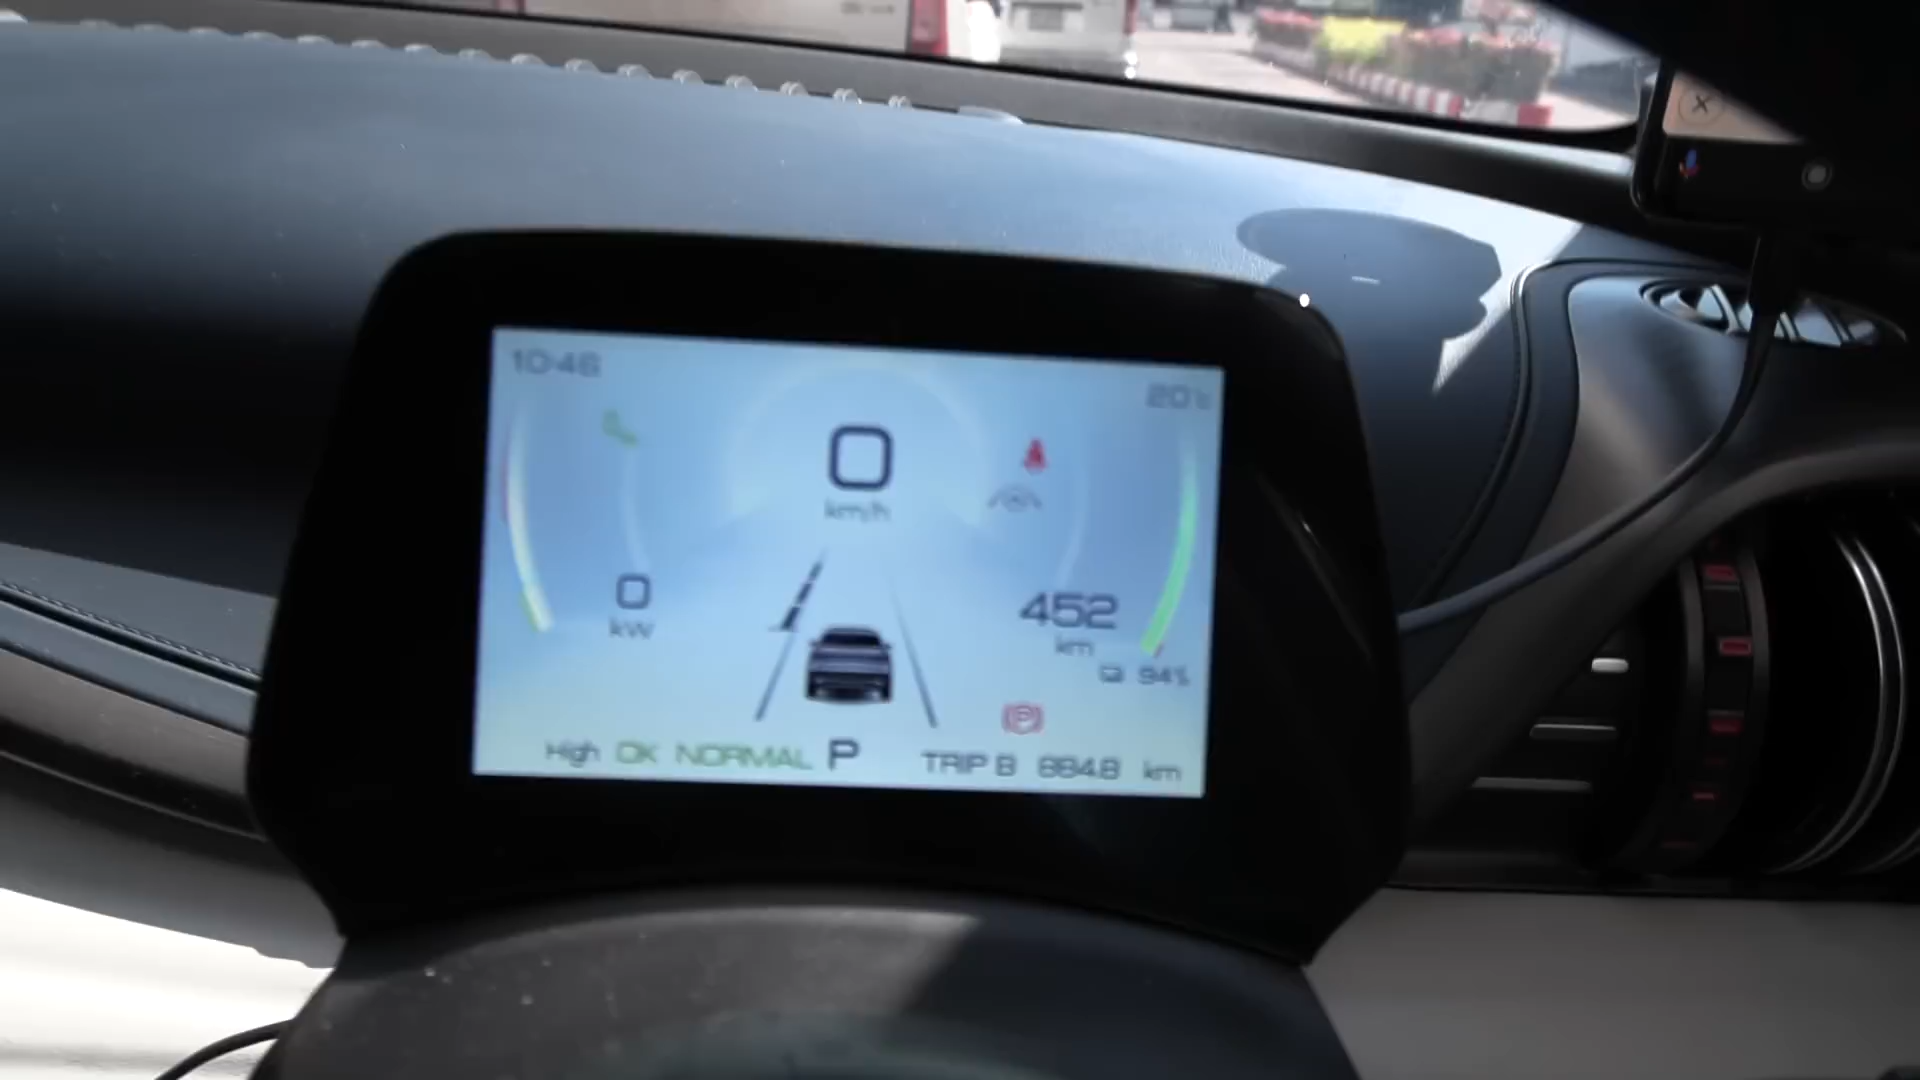 10:46
20°c
0
km/h
0
kW
452
km
94%
High OK NORMAL P TRIP B 884.8 km